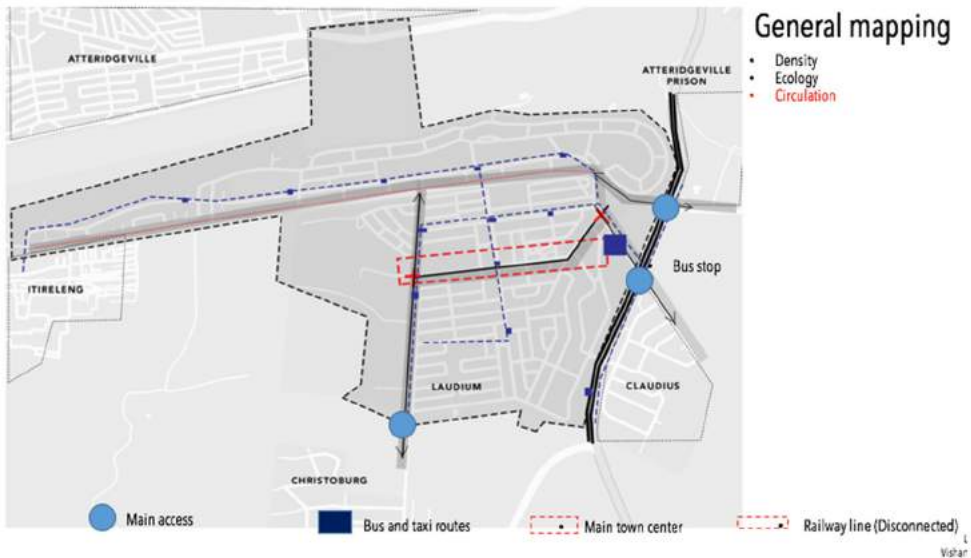 General mapping
• Density
• Ecology
• Circulation
ATTERIDGEVILLE
ATTERIDGEVILLE
PRISON
Bus stop
ITIRELENG
LAUDIUM
CLAUDIUS
CHRISTOBURG
Main access
Bus and taxi routes
Main town center
Railway line (Disconnected)